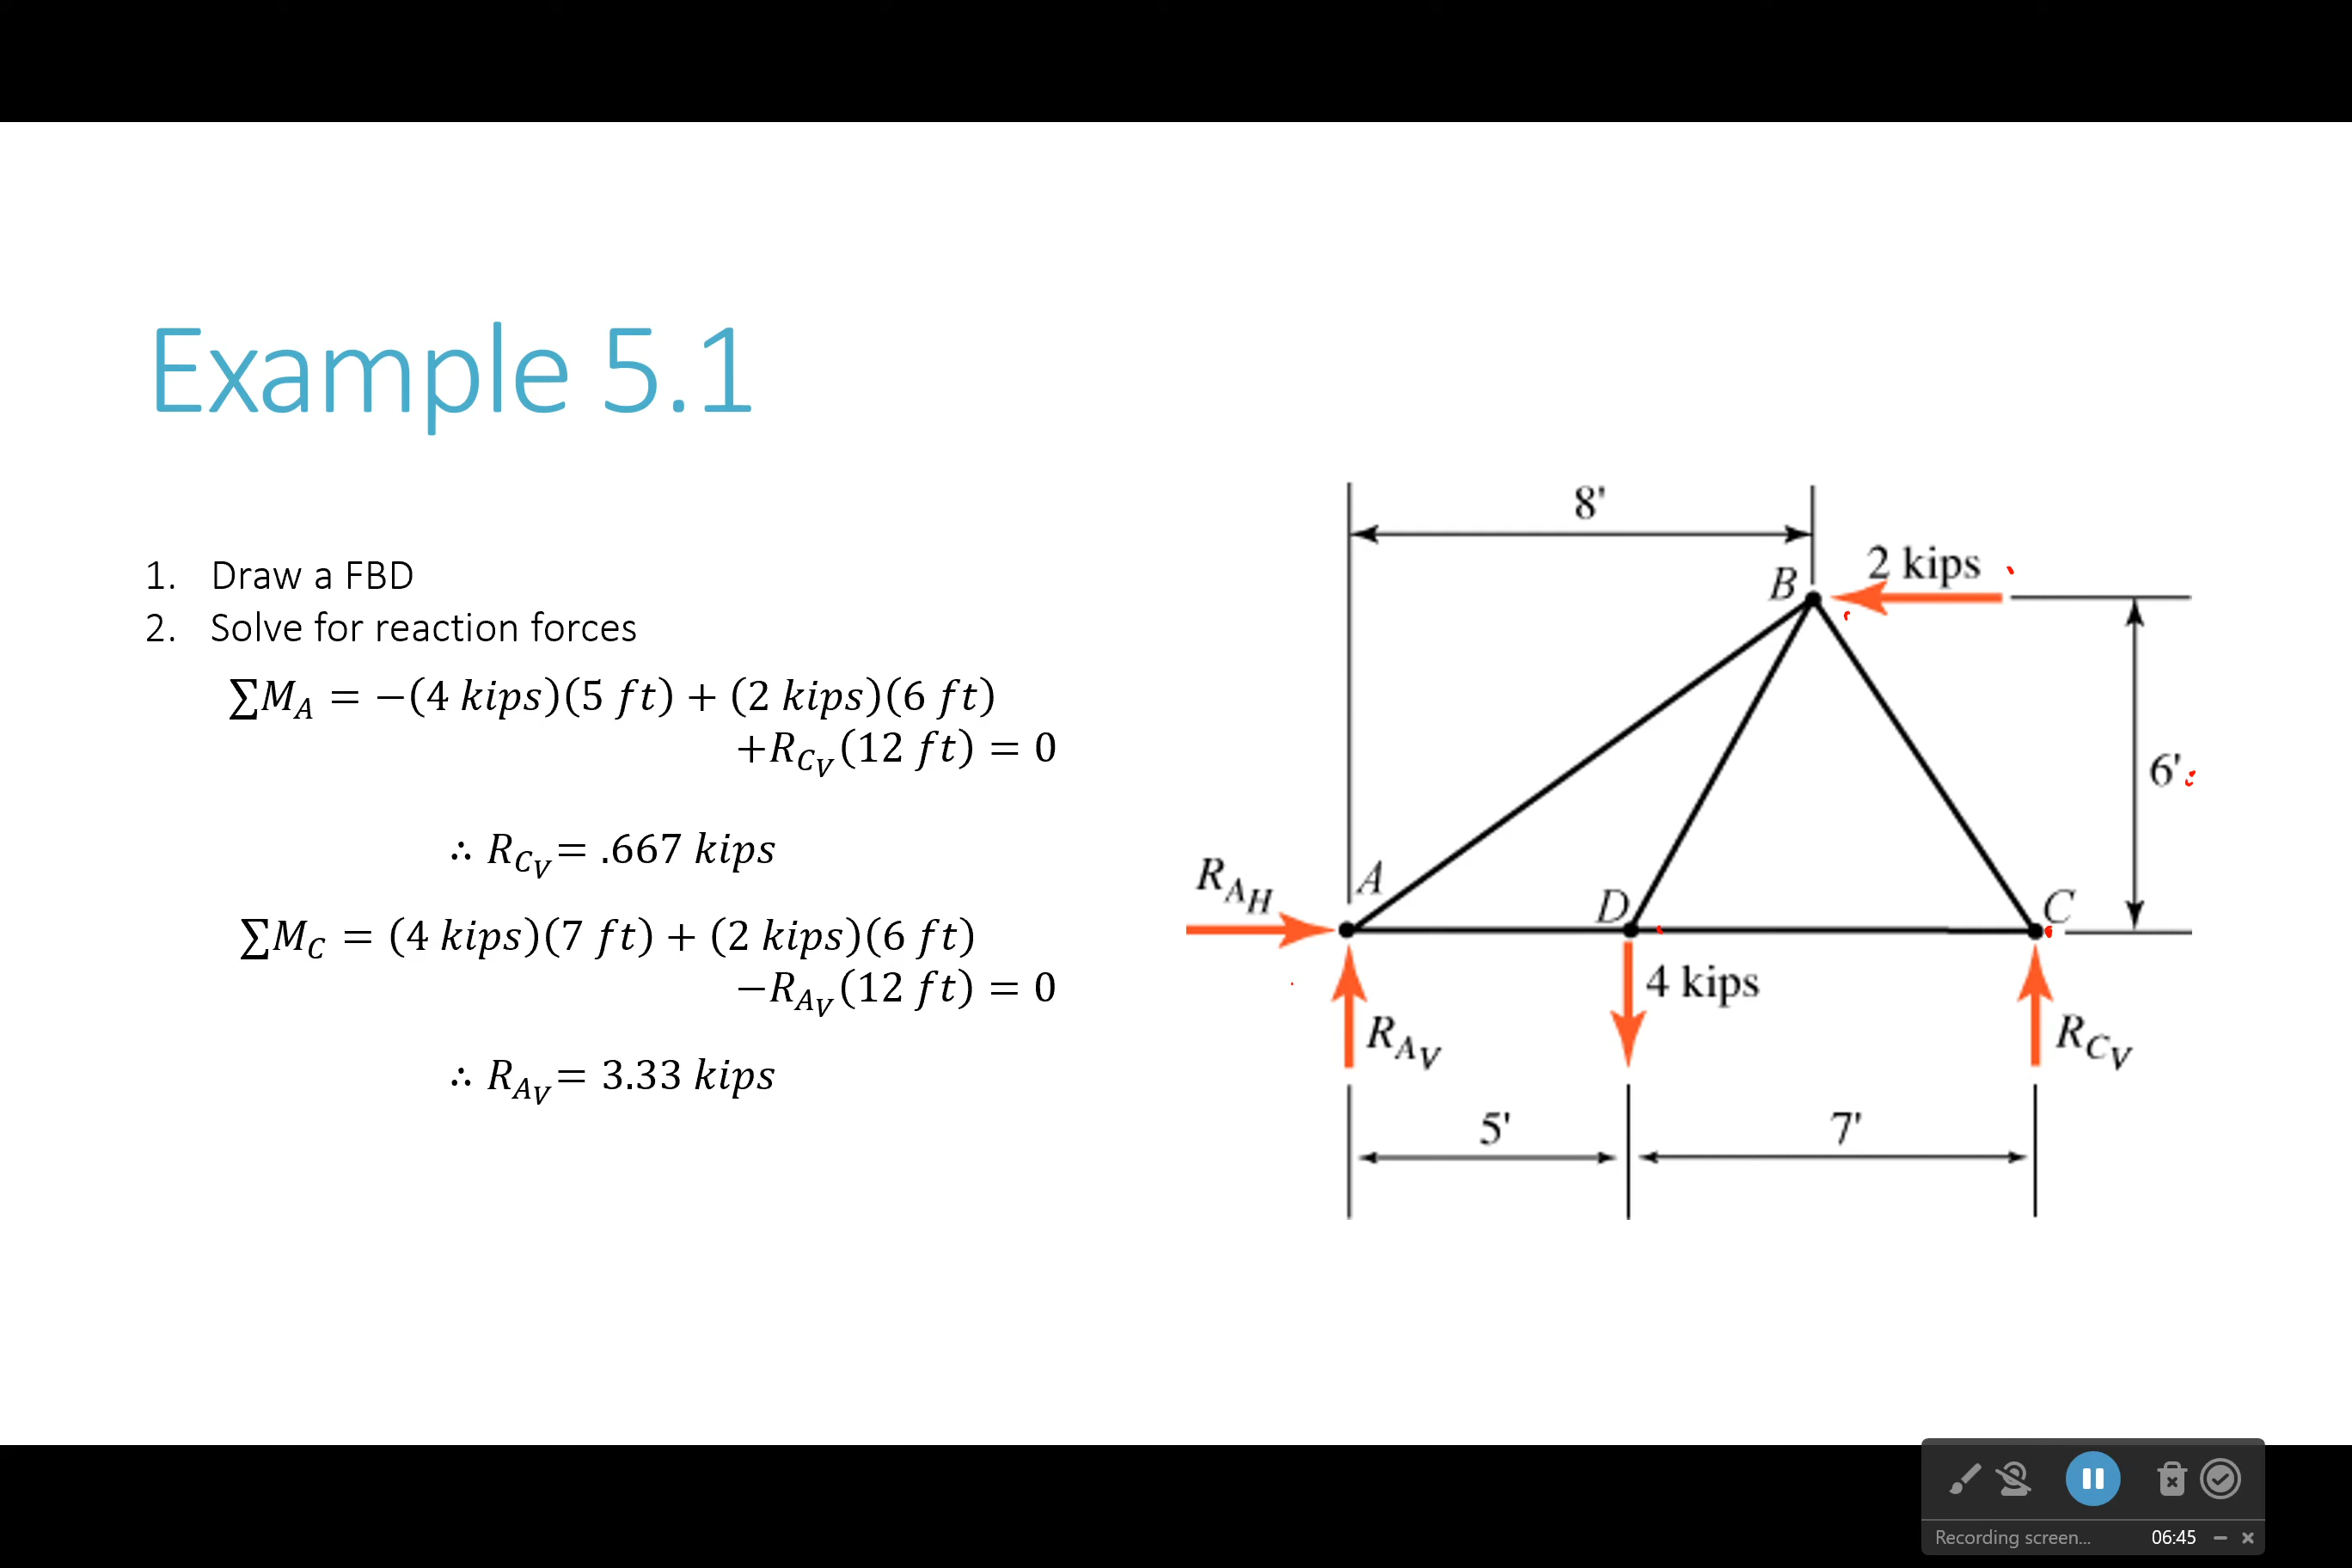 Example 5.1
1. Draw a FBD
2. Solve for reaction forces
∑M_A = −(4 kips)(5 ft) + (2 kips)(6 ft)
+R_{C_V}(12 ft) = 0
∴ R_{C_V} = .667 kips
∑M_C = (4 kips)(7 ft) + (2 kips)(6 ft)
−R_{A_V}(12 ft) = 0
∴ R_{A_V} = 3.33 kips
8'
2 kips
B
6'
A
R_{A_H}
D
C
4 kips
R_{A_V}
R_{C_V}
5'
7'
Recording screen... 06:45